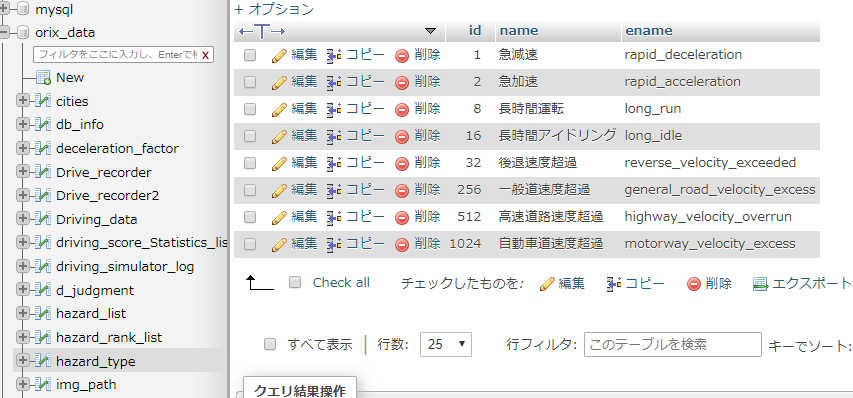 mysql
orix_data
フィルタをここに入力し、Enterで検 X
New
cities
db_info
deceleration_factor
Drive_recorder
Drive_recorder2
Driving_data
driving_score_Statistics_lis
driving_simulator_log
d_judgment
hazard_list
hazard_rank_list
hazard_type
img_path
+ オプション
id name ename
編集 コピー 削除 1 急減速 rapid_deceleration
編集 コピー 削除 2 急加速 rapid_acceleration
編集 コピー 削除 8 長時間運転 long_run
編集 コピー 削除 16 長時間アイドリング long_idle
編集 コピー 削除 32 後退速度超過 reverse_velocity_exceeded
編集 コピー 削除 256 一般道速度超過 general_road_velocity_excess
編集 コピー 削除 512 高速道路速度超過 highway_velocity_overrun
編集 コピー 削除 1024 自動車道速度超過 motorway_velocity_excess
Check all チェックしたものを: 編集 コピー 削除 エクスポート
すべて表示 行数: 25 行フィルタ: このテーブルを検索 キーでソート:
クエリ結果操作